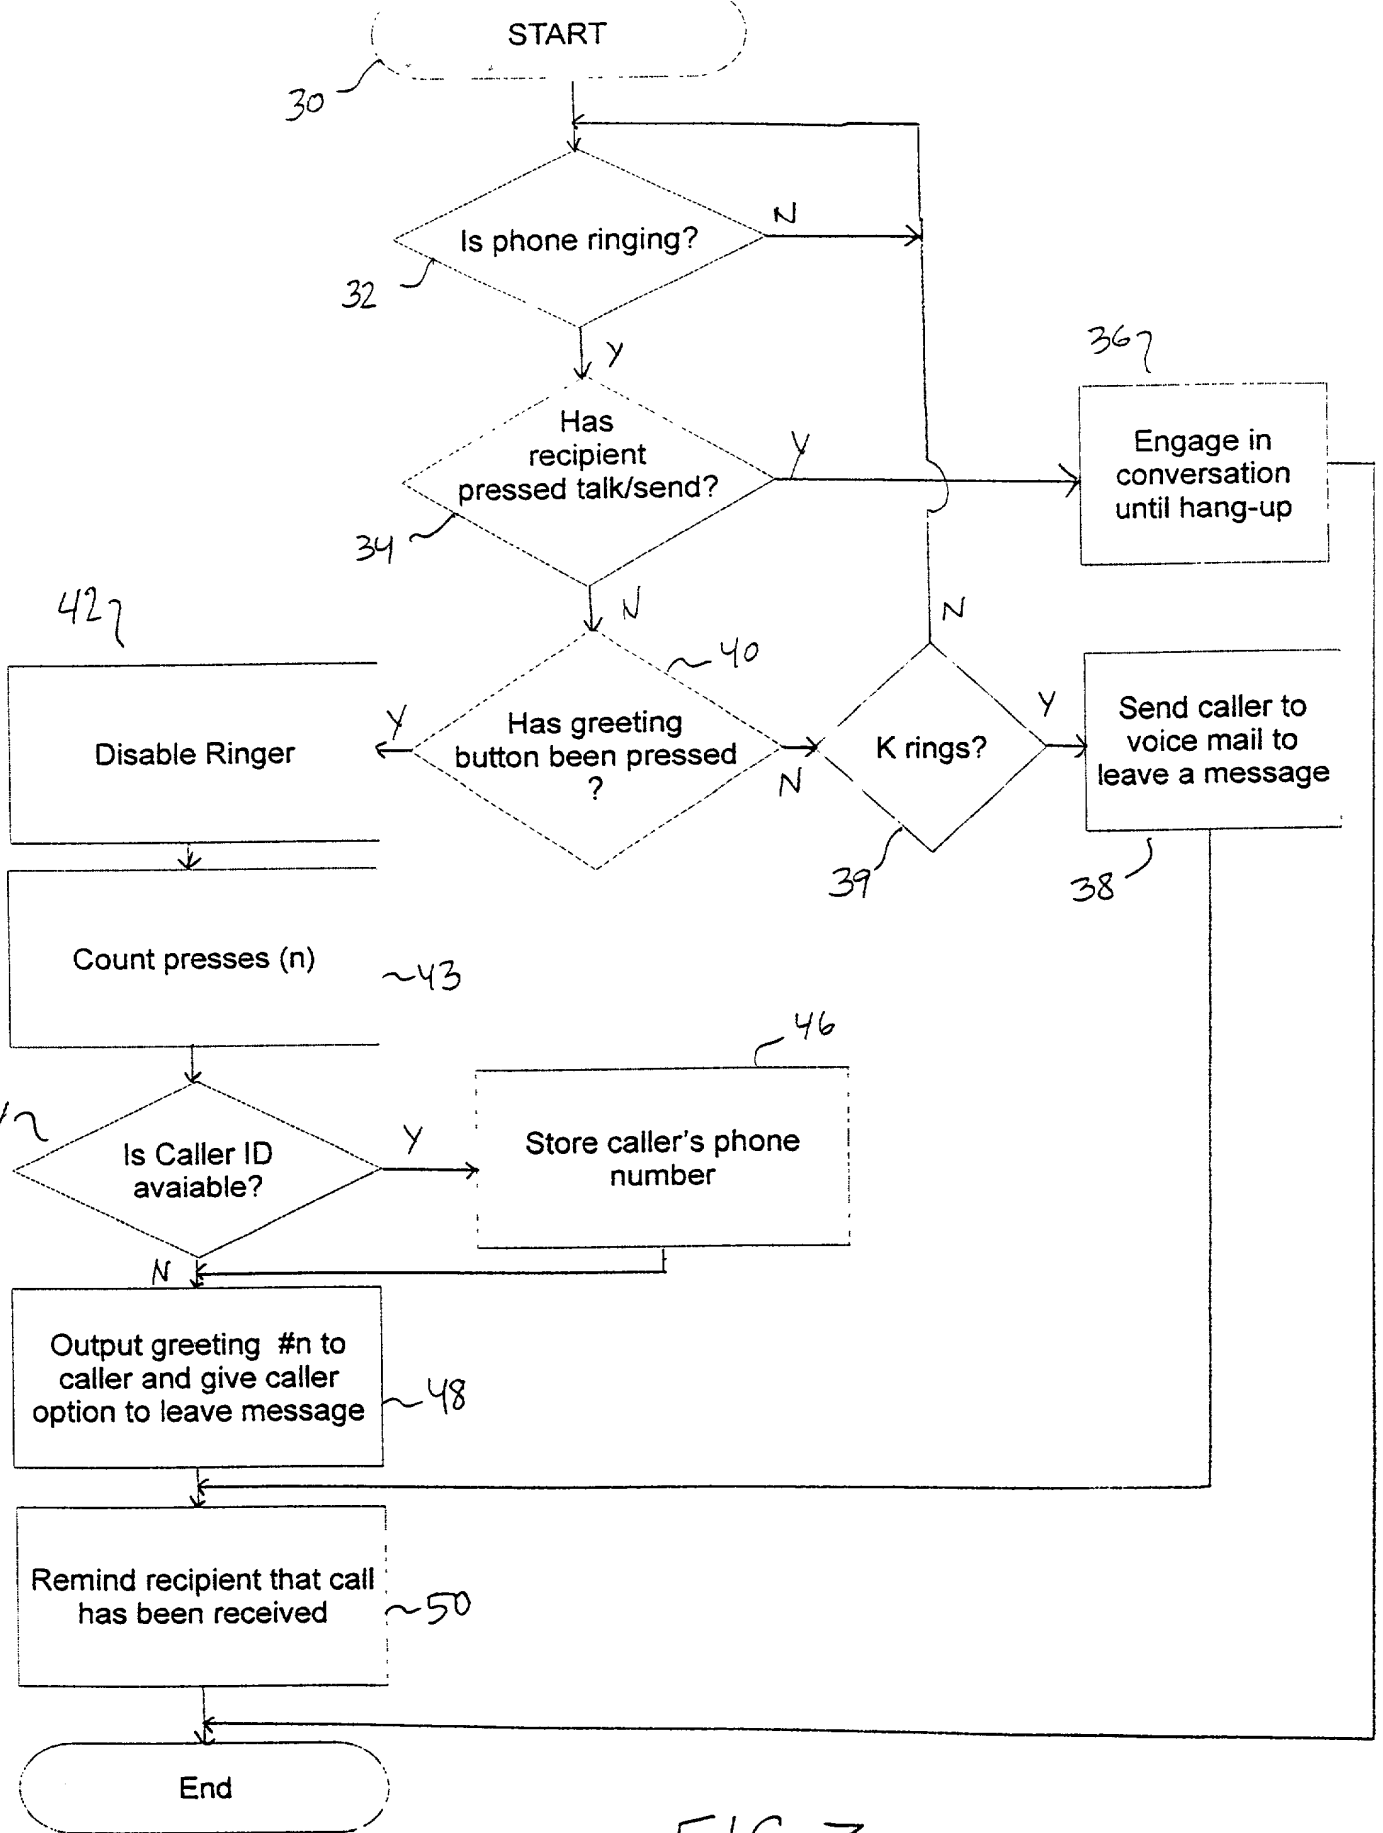 START
30
Is phone ringing?
N
32
Y
36
Has
recipient
pressed talk/send?
Y
Engage in
conversation
until hang-up
34
N
42
40
N
Disable Ringer
Y
Has greeting
button been pressed
?
N
K rings?
Y
Send caller to
voice mail to
leave a message
39
38
Count presses (n)
43
46
Is Caller ID
avaiable?
Y
Store caller's phone
number
N
Output greeting #n to
caller and give caller
option to leave message
48
Remind recipient that call
has been received
50
End